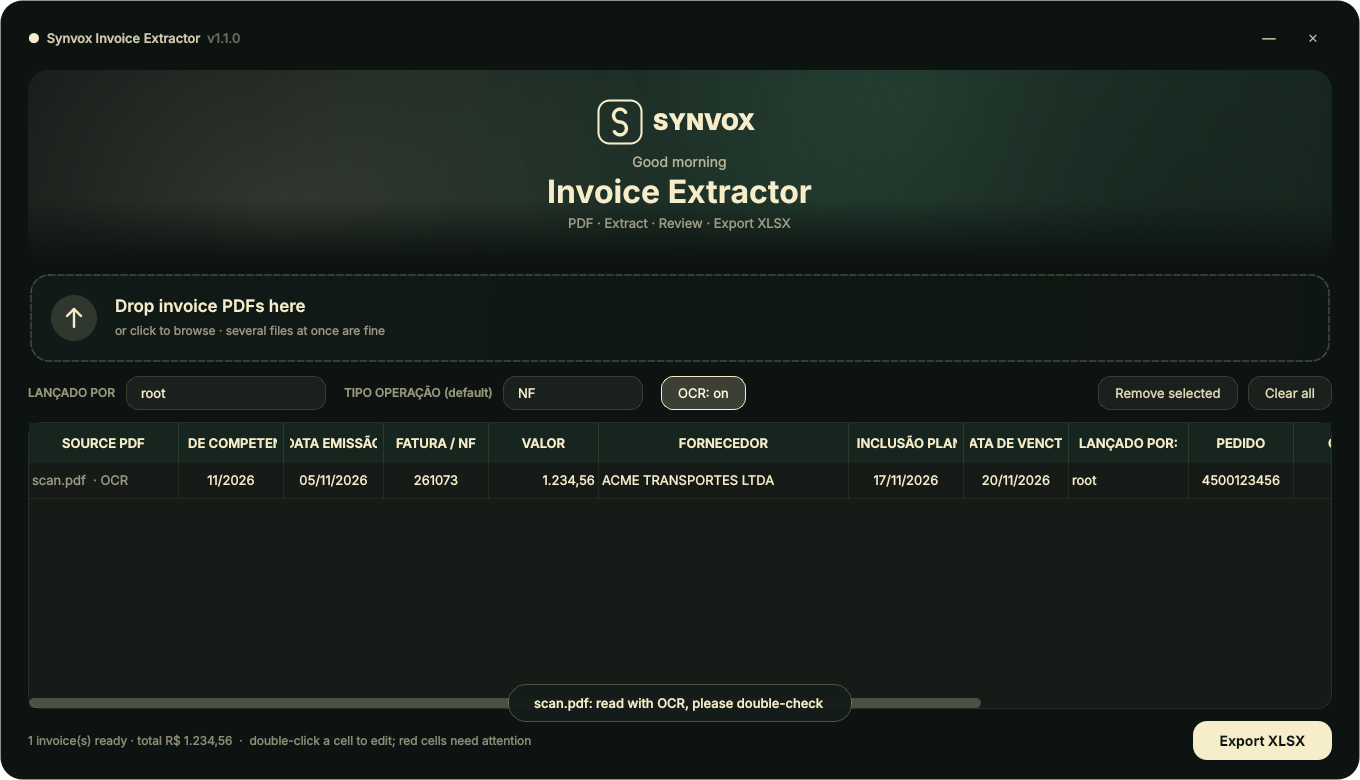 Synvox Invoice Extractor v1.1.0
S SYNVOX
Good morning
Invoice Extractor
PDF · Extract · Review · Export XLSX
Drop invoice PDFs here
or click to browse · several files at once are fine
LANÇADO POR root TIPO OPERAÇÃO (default) NF OCR: on Remove selected Clear all
SOURCE PDF DE COMPETEN DATA EMISSÃO FATURA / NF VALOR FORNECEDOR INCLUSÃO PLAN ATA DE VENCT LANÇADO POR: PEDIDO
scan.pdf · OCR 11/2026 05/11/2026 261073 1.234,56 ACME TRANSPORTES LTDA 17/11/2026 20/11/2026 root 4500123456
scan.pdf: read with OCR, please double-check
1 invoice(s) ready · total R$ 1.234,56 · double-click a cell to edit; red cells need attention
Export XLSX